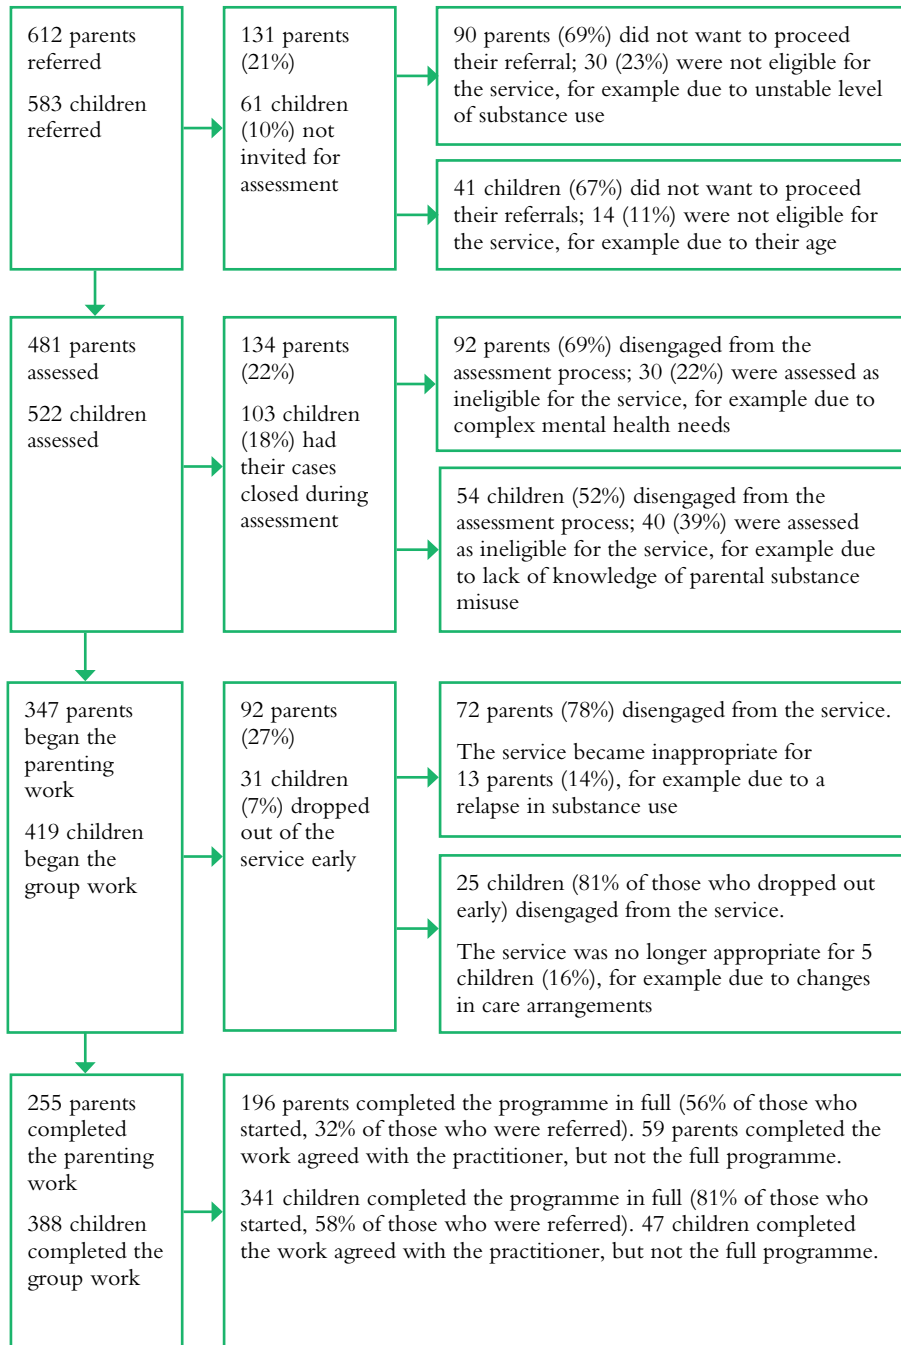 612 parents
referred
583 children
referred
131 parents
(21%)
61 children
(10%) not
invited for
assessment
90 parents (69%) did not want to proceed
their referral; 30 (23%) were not eligible for
the service, for example due to unstable level
of substance use
41 children (67%) did not want to proceed
their referrals; 14 (11%) were not eligible for
the service, for example due to their age
481 parents
assessed
522 children
assessed
134 parents
(22%)
103 children
(18%) had
their cases
closed during
assessment
92 parents (69%) disengaged from the
assessment process; 30 (22%) were assessed as
ineligible for the service, for example due to
complex mental health needs
54 children (52%) disengaged from the
assessment process; 40 (39%) were assessed
as ineligible for the service, for example due
to lack of knowledge of parental substance
misuse
347 parents
began the
parenting
work
419 children
began the
group work
92 parents
(27%)
31 children
(7%) dropped
out of the
service early
72 parents (78%) disengaged from the service.
The service became inappropriate for
13 parents (14%), for example due to a
relapse in substance use
25 children (81% of those who dropped out
early) disengaged from the service.
The service was no longer appropriate for 5
children (16%), for example due to changes
in care arrangements
255 parents
completed
the parenting
work
388 children
completed the
group work
196 parents completed the programme in full (56% of those who
started, 32% of those who were referred). 59 parents completed the
work agreed with the practitioner, but not the full programme.
341 children completed the programme in full (81% of those who
started, 58% of those who were referred). 47 children completed
the work agreed with the practitioner, but not the full programme.